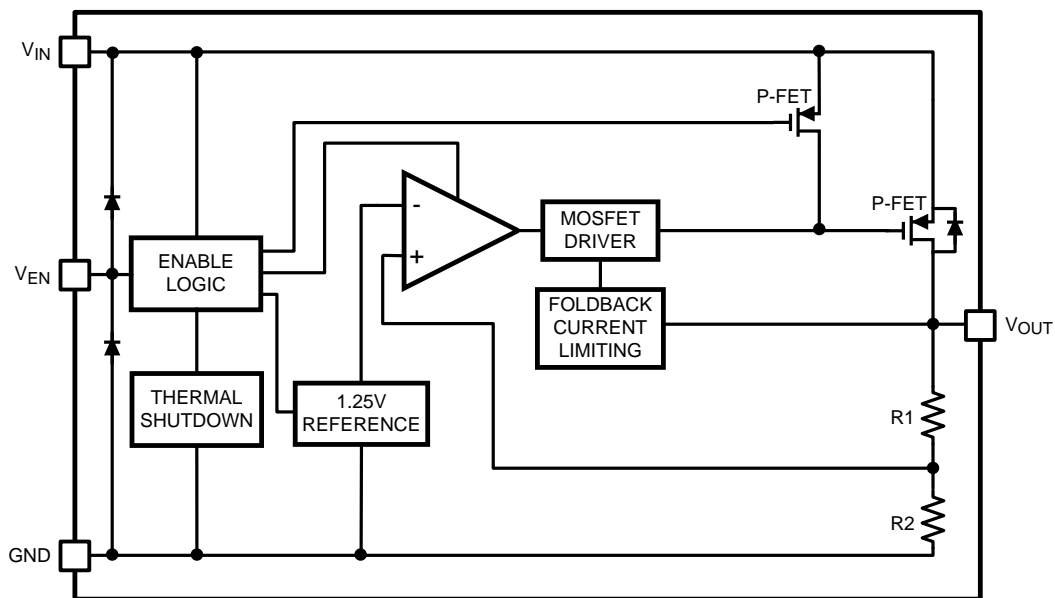 VIN
P-FET
P-FET
MOSFET
DRIVER
-
+
VEN
ENABLE
LOGIC
FOLDBACK
CURRENT
LIMITING
VOUT
THERMAL
SHUTDOWN
1.25V
REFERENCE
R1
R2
GND